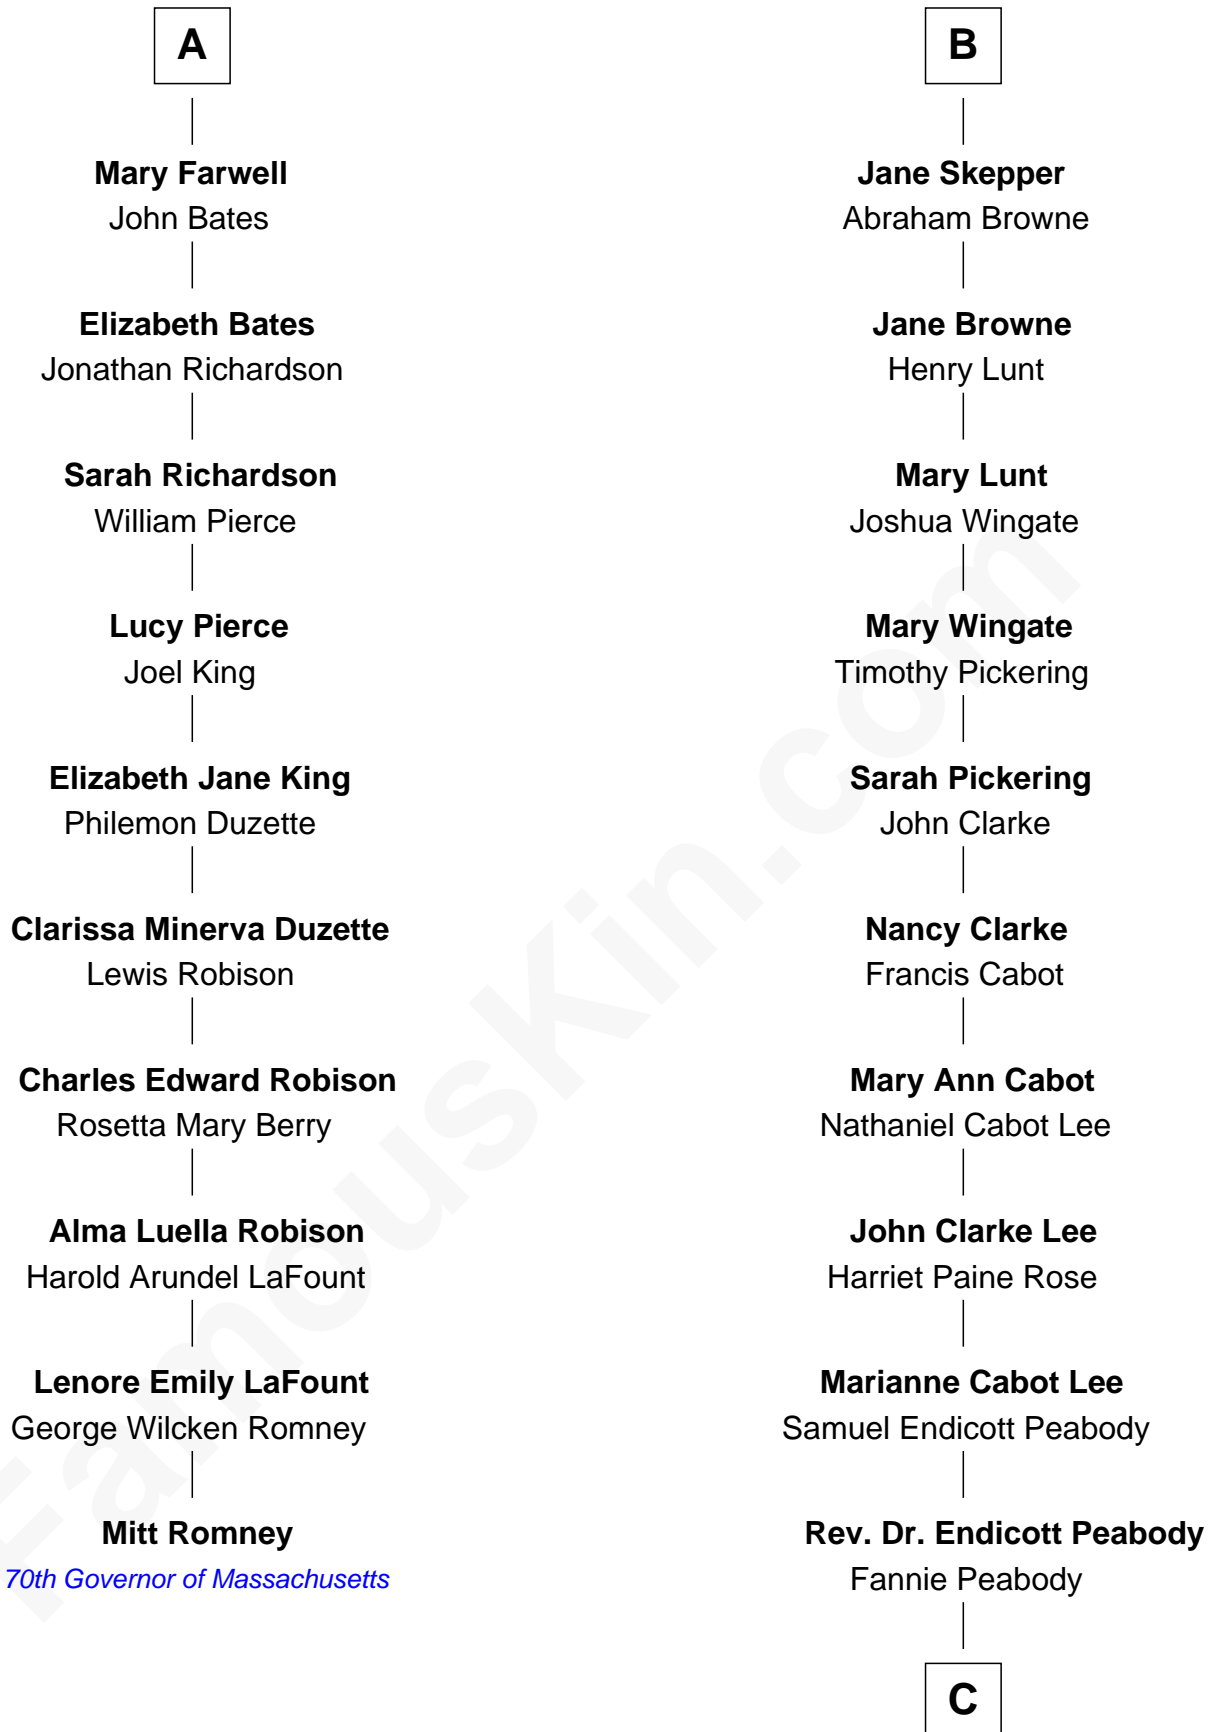 A
Mary Farwell
John Bates
Elizabeth Bates
Jonathan Richardson
Sarah Richardson
William Pierce
Lucy Pierce
Joel King
Elizabeth Jane King
Philemon Duzette
Clarissa Minerva Duzette
Lewis Robison
Charles Edward Robison
Rosetta Mary Berry
Alma Luella Robison
Harold Arundel LaFount
Lenore Emily LaFount
George Wilcken Romney
Mitt Romney
70th Governor of Massachusetts
B
Jane Skepper
Abraham Browne
Jane Browne
Henry Lunt
Mary Lunt
Joshua Wingate
Mary Wingate
Timothy Pickering
Sarah Pickering
John Clarke
Nancy Clarke
Francis Cabot
Mary Ann Cabot
Nathaniel Cabot Lee
John Clarke Lee
Harriet Paine Rose
Marianne Cabot Lee
Samuel Endicott Peabody
Rev. Dr. Endicott Peabody
Fannie Peabody
C
FamousKin.com